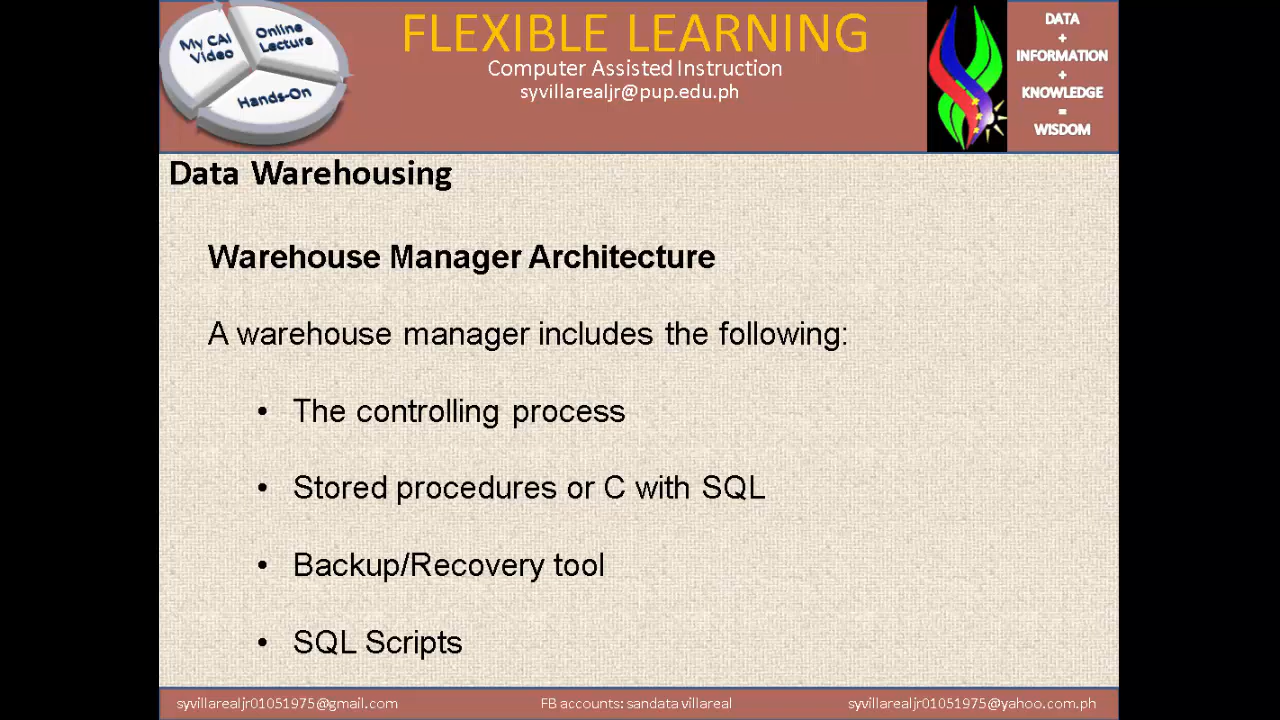 My CAI
Video
Online
Lecture
Hands-On
FLEXIBLE LEARNING
Computer Assisted Instruction
syvillarealjr@pup.edu.ph
DATA
+
INFORMATION
+
KNOWLEDGE
=
WISDOM
Data Warehousing
Warehouse Manager Architecture
A warehouse manager includes the following:
• The controlling process
• Stored procedures or C with SQL
• Backup/Recovery tool
• SQL Scripts
syvillarealjr01051975@gmail.com
FB accounts: sandata villareal
syvillarealjr01051975@yahoo.com.ph